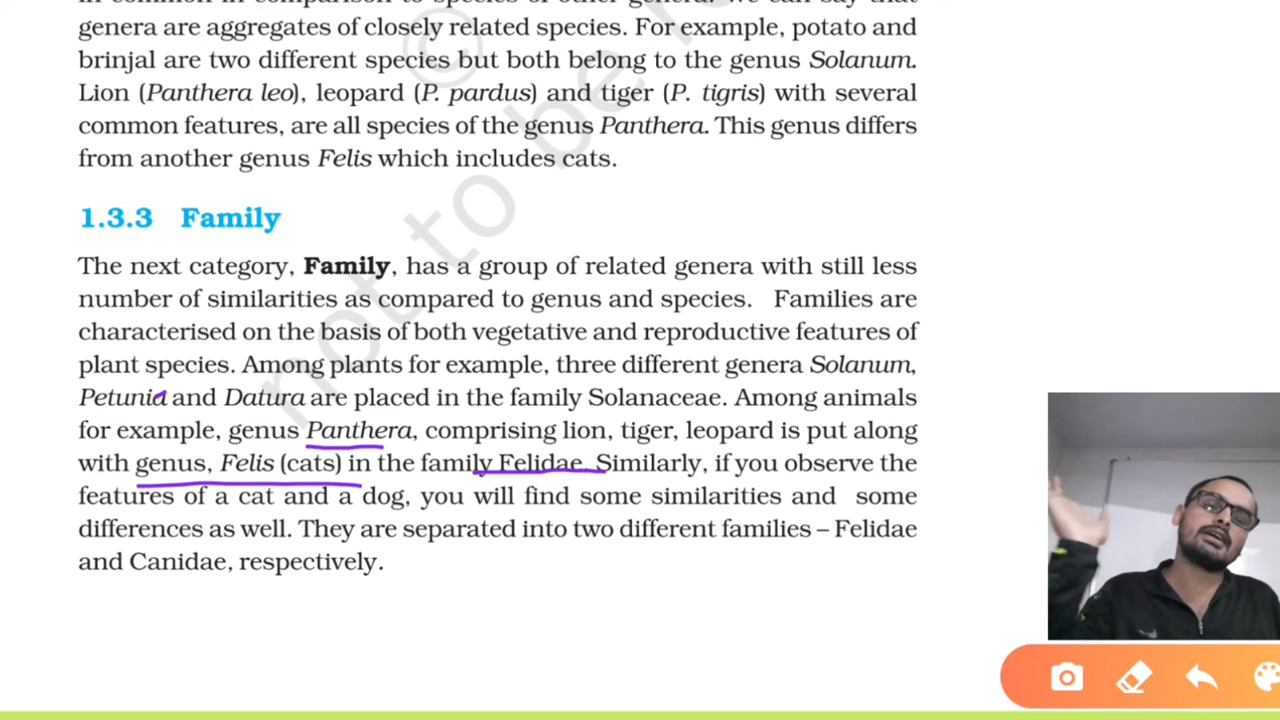 genera are aggregates of closely related species. For example, potato and
brinjal are two different species but both belong to the genus Solanum.
Lion (Panthera leo), leopard (P. pardus) and tiger (P. tigris) with several
common features, are all species of the genus Panthera. This genus differs
from another genus Felis which includes cats.
1.3.3 Family
The next category, Family, has a group of related genera with still less
number of similarities as compared to genus and species. Families are
characterised on the basis of both vegetative and reproductive features of
plant species. Among plants for example, three different genera Solanum,
Petunia and Datura are placed in the family Solanaceae. Among animals
for example, genus Panthera, comprising lion, tiger, leopard is put along
with genus, Felis (cats) in the family Felidae. Similarly, if you observe the
features of a cat and a dog, you will find some similarities and some
differences as well. They are separated into two different families – Felidae
and Canidae, respectively.
© not to be